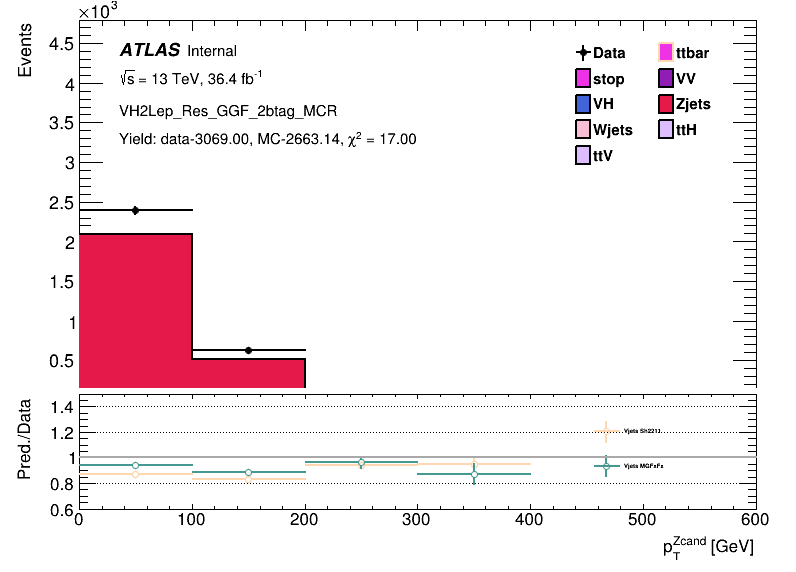 ×10³
Events
4.5
4
3.5
3
2.5
2
1.5
1
0.5
ATLAS Internal
√s = 13 TeV, 36.4 fb⁻¹
VH2Lep_Res_GGF_2btag_MCR
Yield: data-3069.00, MC-2663.14, χ² = 17.00
Data ttbar
stop VV
VH Zjets
Wjets ttH
ttV
Pred./Data
1.4
1.2
1
0.8
0.6
Vjets Sh2211
Vjets MGFxFx
0 100 200 300 400 500 600
p_T^Zcand [GeV]